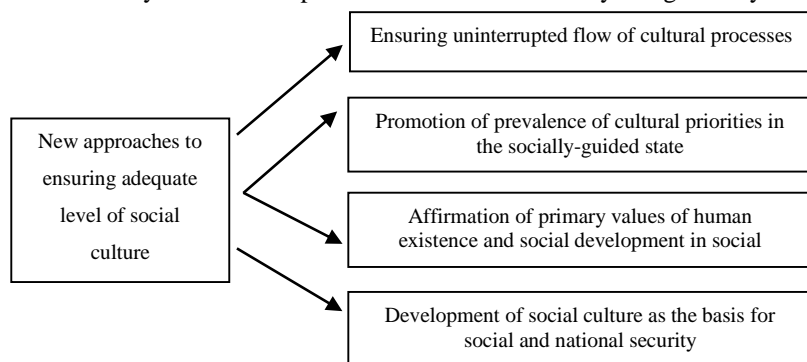 Ensuring uninterrupted flow of cultural processes
New approaches to
ensuring adequate
level of social
culture
Promotion of prevalence of cultural priorities in
the socially-guided state
Affirmation of primary values of human
existence and social development in social
Development of social culture as the basis for
social and national security